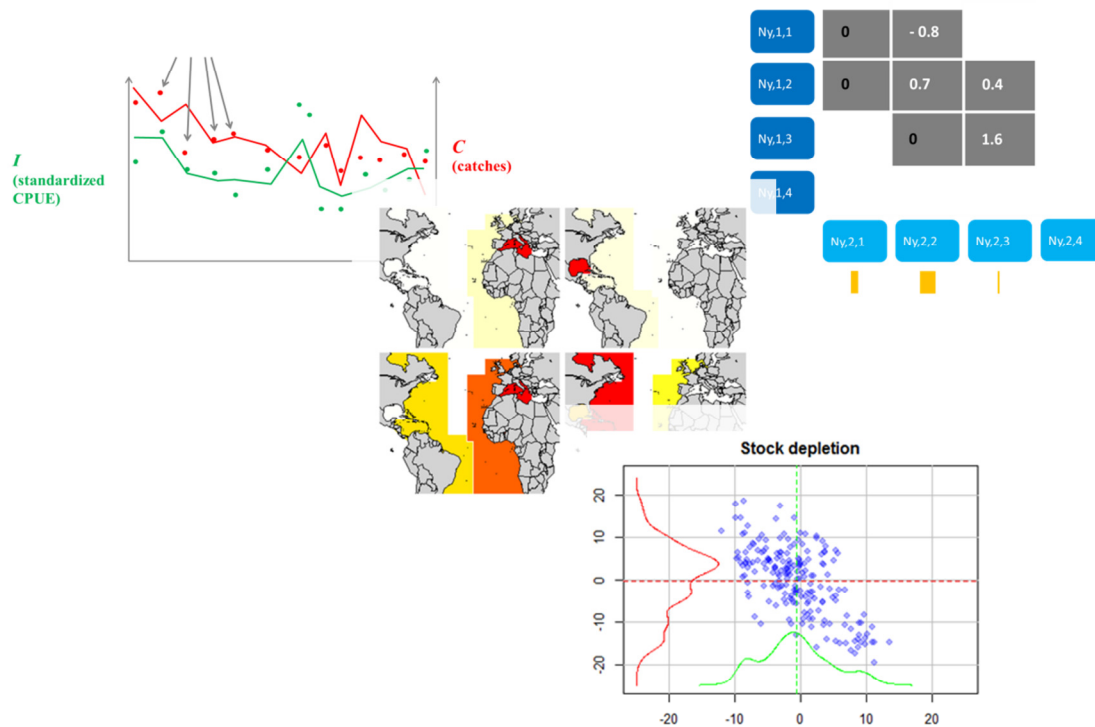 Ny,1,1
0
- 0.8
Ny,1,2
0
0.7
0.4
Ny,1,3
0
1.6
Ny,1,4
Ny,2,1
Ny,2,2
Ny,2,3
Ny,2,4
I
(standardized
CPUE)
C
(catches)
Stock depletion
20
10
0
-10
-20
-20
-10
0
10
20